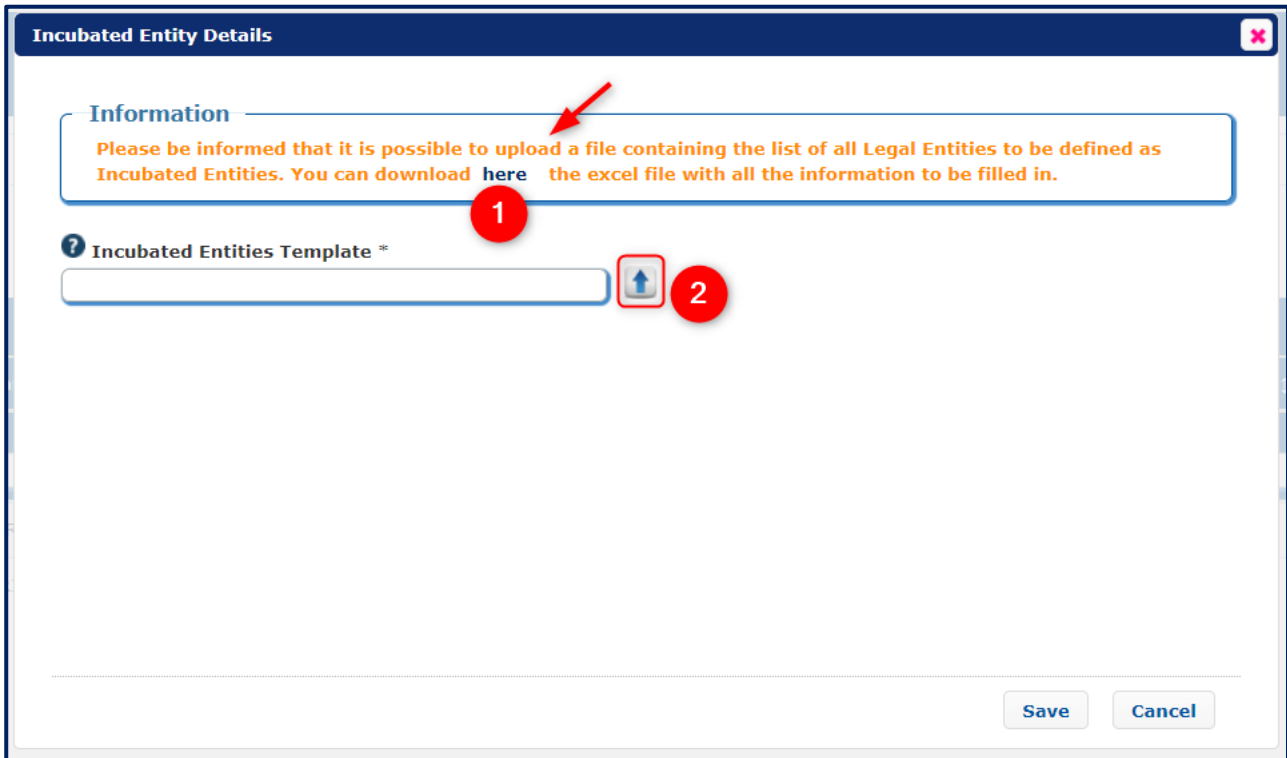 Incubated Entity Details
Information
Please be informed that it is possible to upload a file containing the list of all Legal Entities to be defined as
Incubated Entities. You can download here the excel file with all the information to be filled in.
1
? Incubated Entities Template *
2
Save Cancel